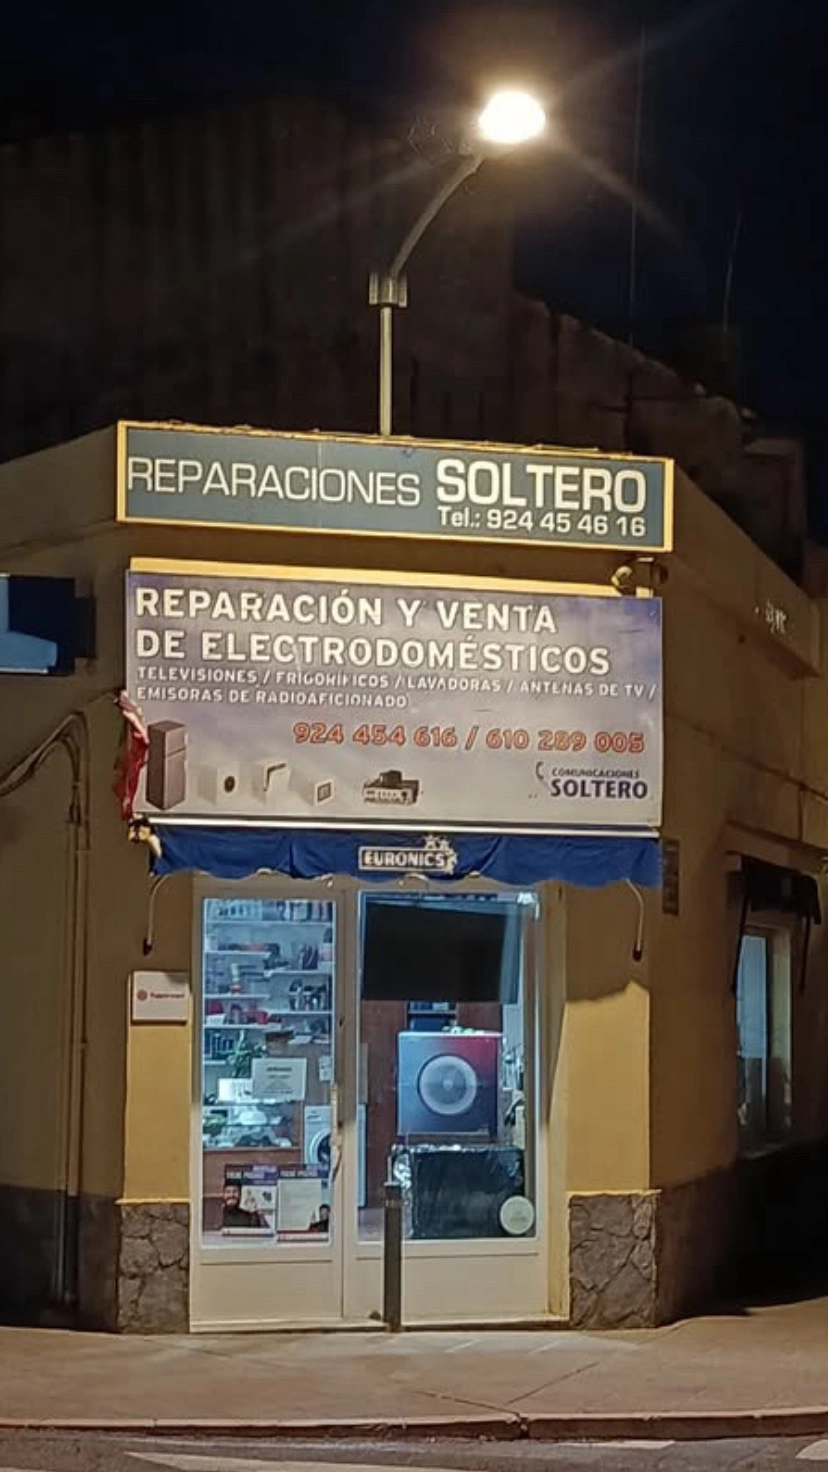 REPARACIONES SOLTERO
Tel.: 924 45 46 16
REPARACIÓN Y VENTA
DE ELECTRODOMÉSTICOS
TELEVISIONES / FRIGORÍFICOS / LAVADORAS / ANTENAS DE TV /
EMISORAS DE RADIOAFICIONADO
924 454 616 / 610 289 005
COMUNICACIONES
SOLTERO
EURONICS